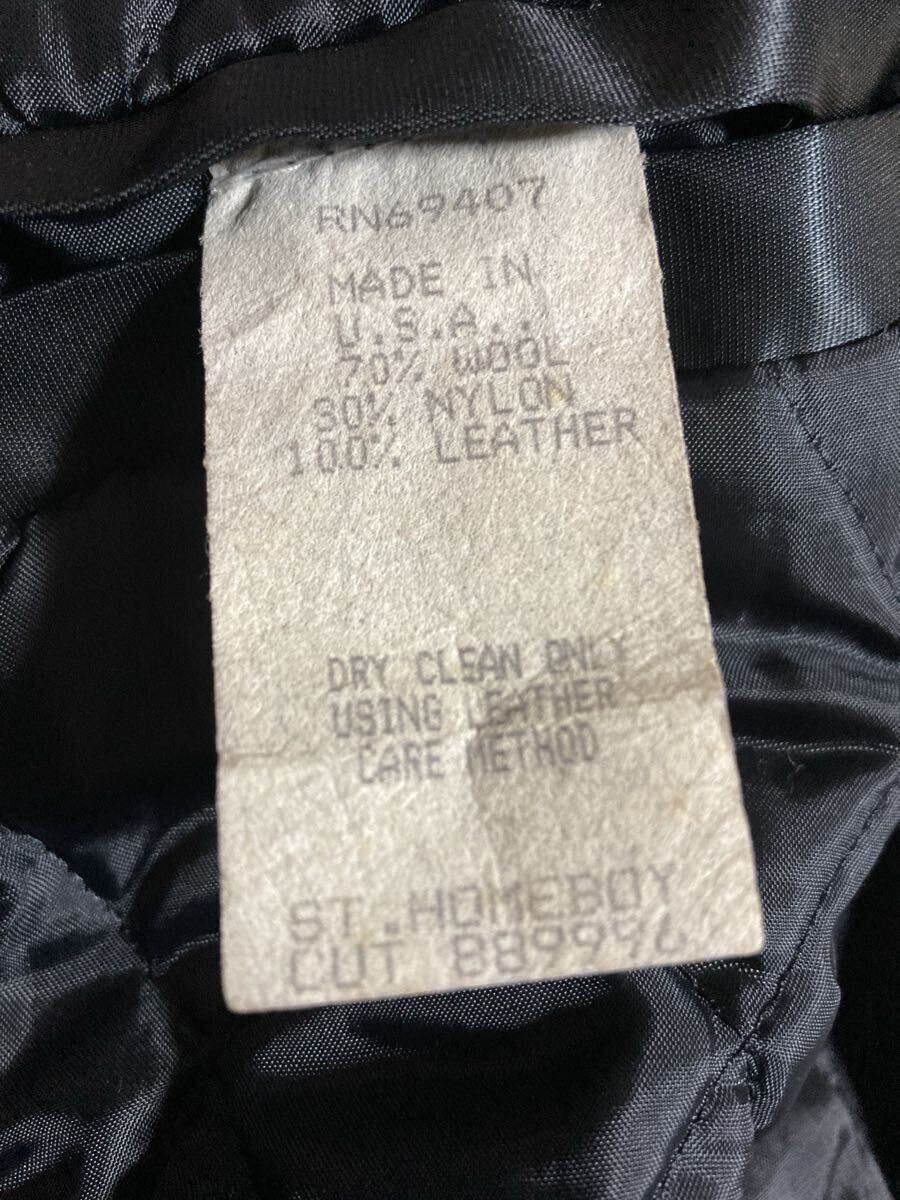 RN69407
MADE IN
U.S.A..
70% WOOL
30% NYLON
100% LEATHER
DRY CLEAN ONLY
USING LEATHER
CARE METHOD
ST.HOMEBOY
CUT 889996